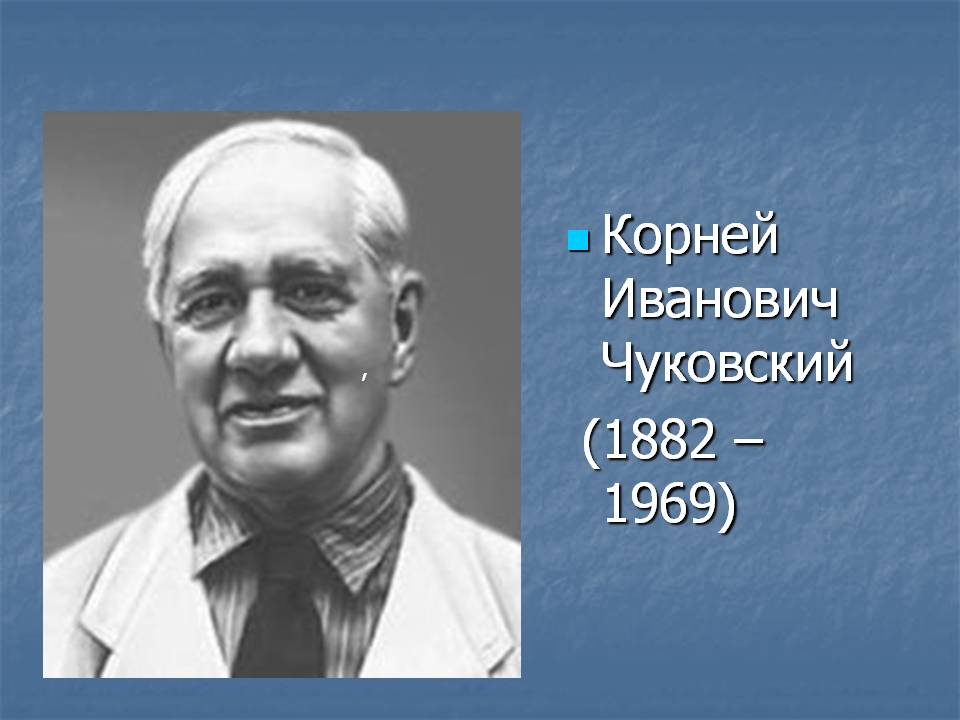 Корней
Иванович
Чуковский
(1882 –
1969)
,